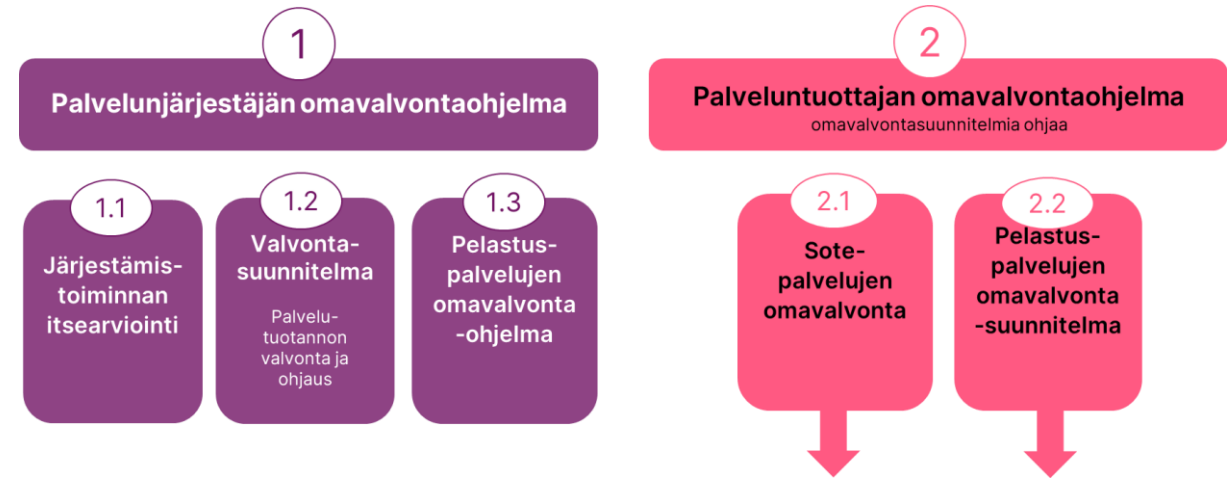 1
Palvelunjärjestäjän omavalvontaohjelma
1.1
Järjestämis-
toiminnan
itsearviointi
1.2
Valvonta-
suunnitelma
Palvelu-
tuotannon
valvonta ja
ohjaus
1.3
Pelastus-
palvelujen
omavalvonta
-ohjelma
2
Palveluntuottajan omavalvontaohjelma
omavalvontasuunnitelmia ohjaa
2.1
Sote-
palvelujen
omavalvonta
2.2
Pelastus-
palvelujen
omavalvonta
-suunnitelma